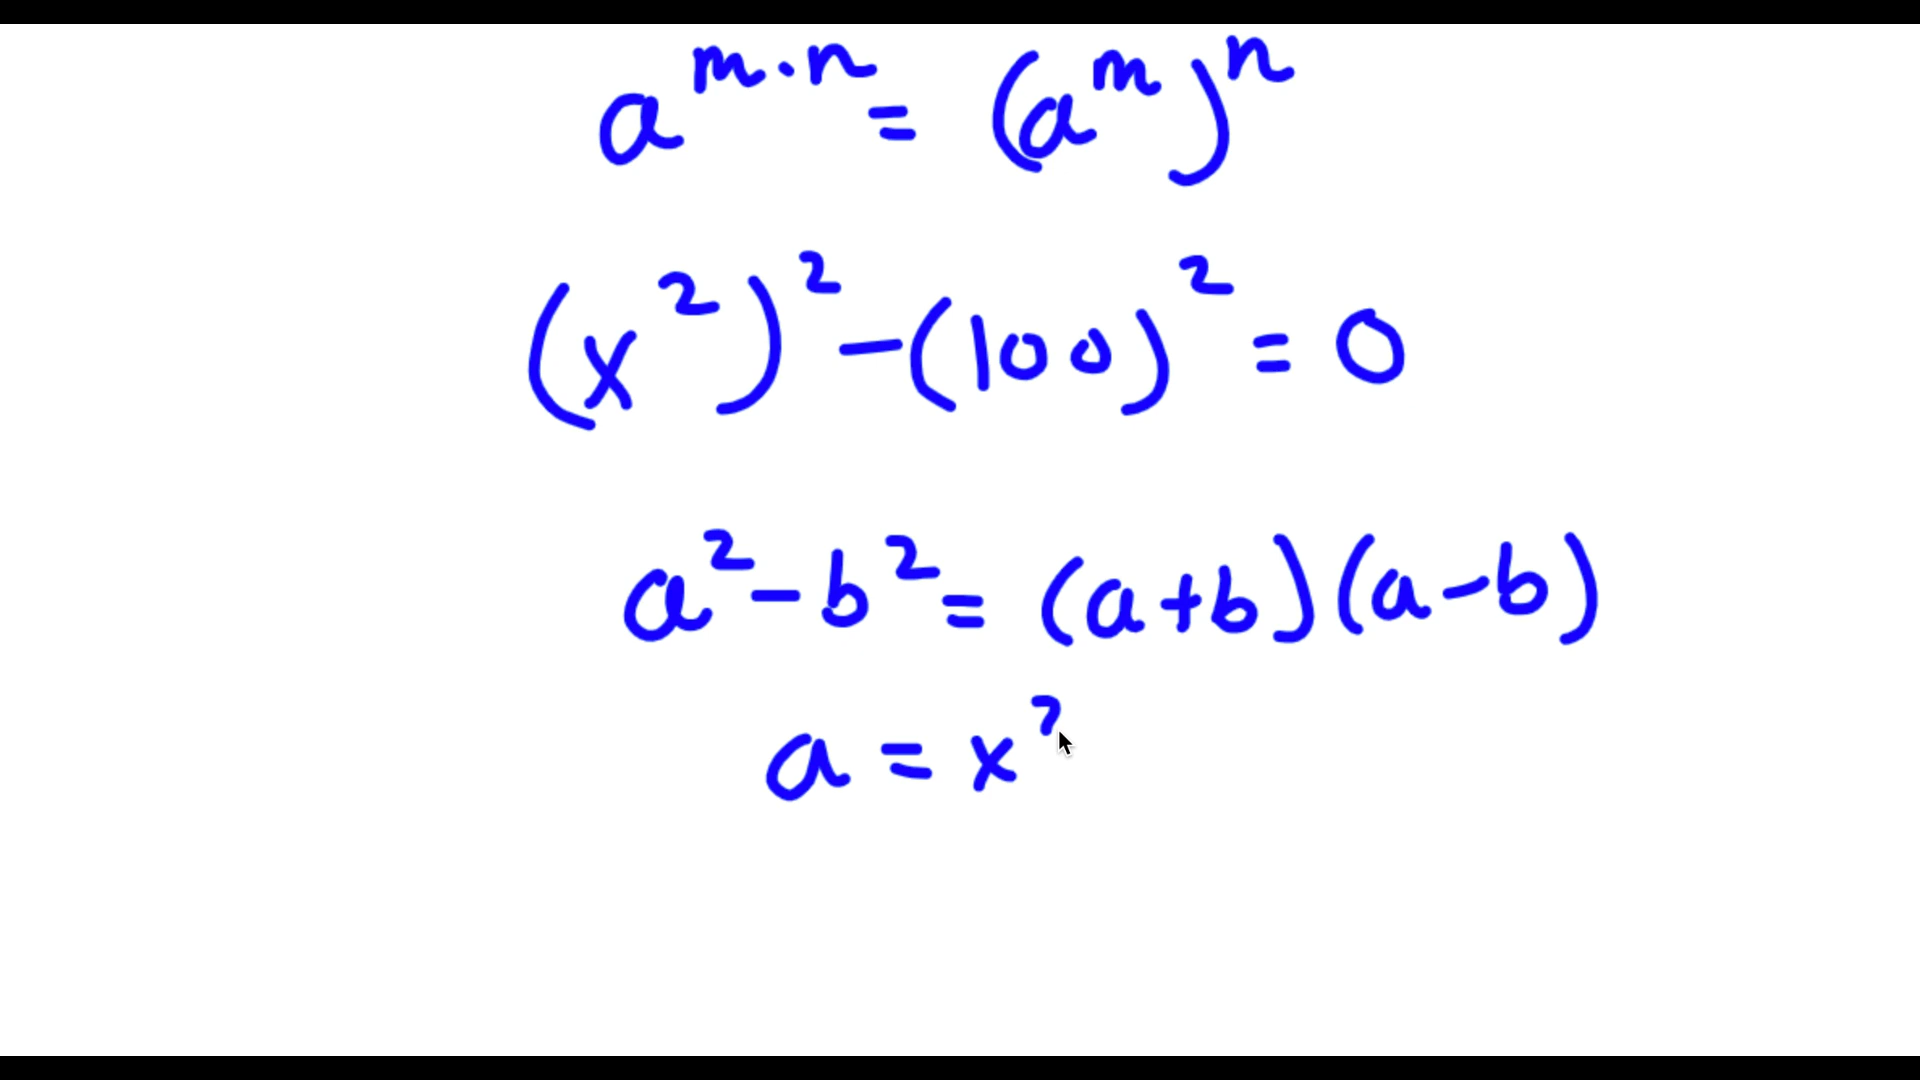 a^{m·n} = (a^m)^n
(x^2)^2 - (100)^2 = 0
a^2 - b^2 = (a+b)(a-b)
a = x^2